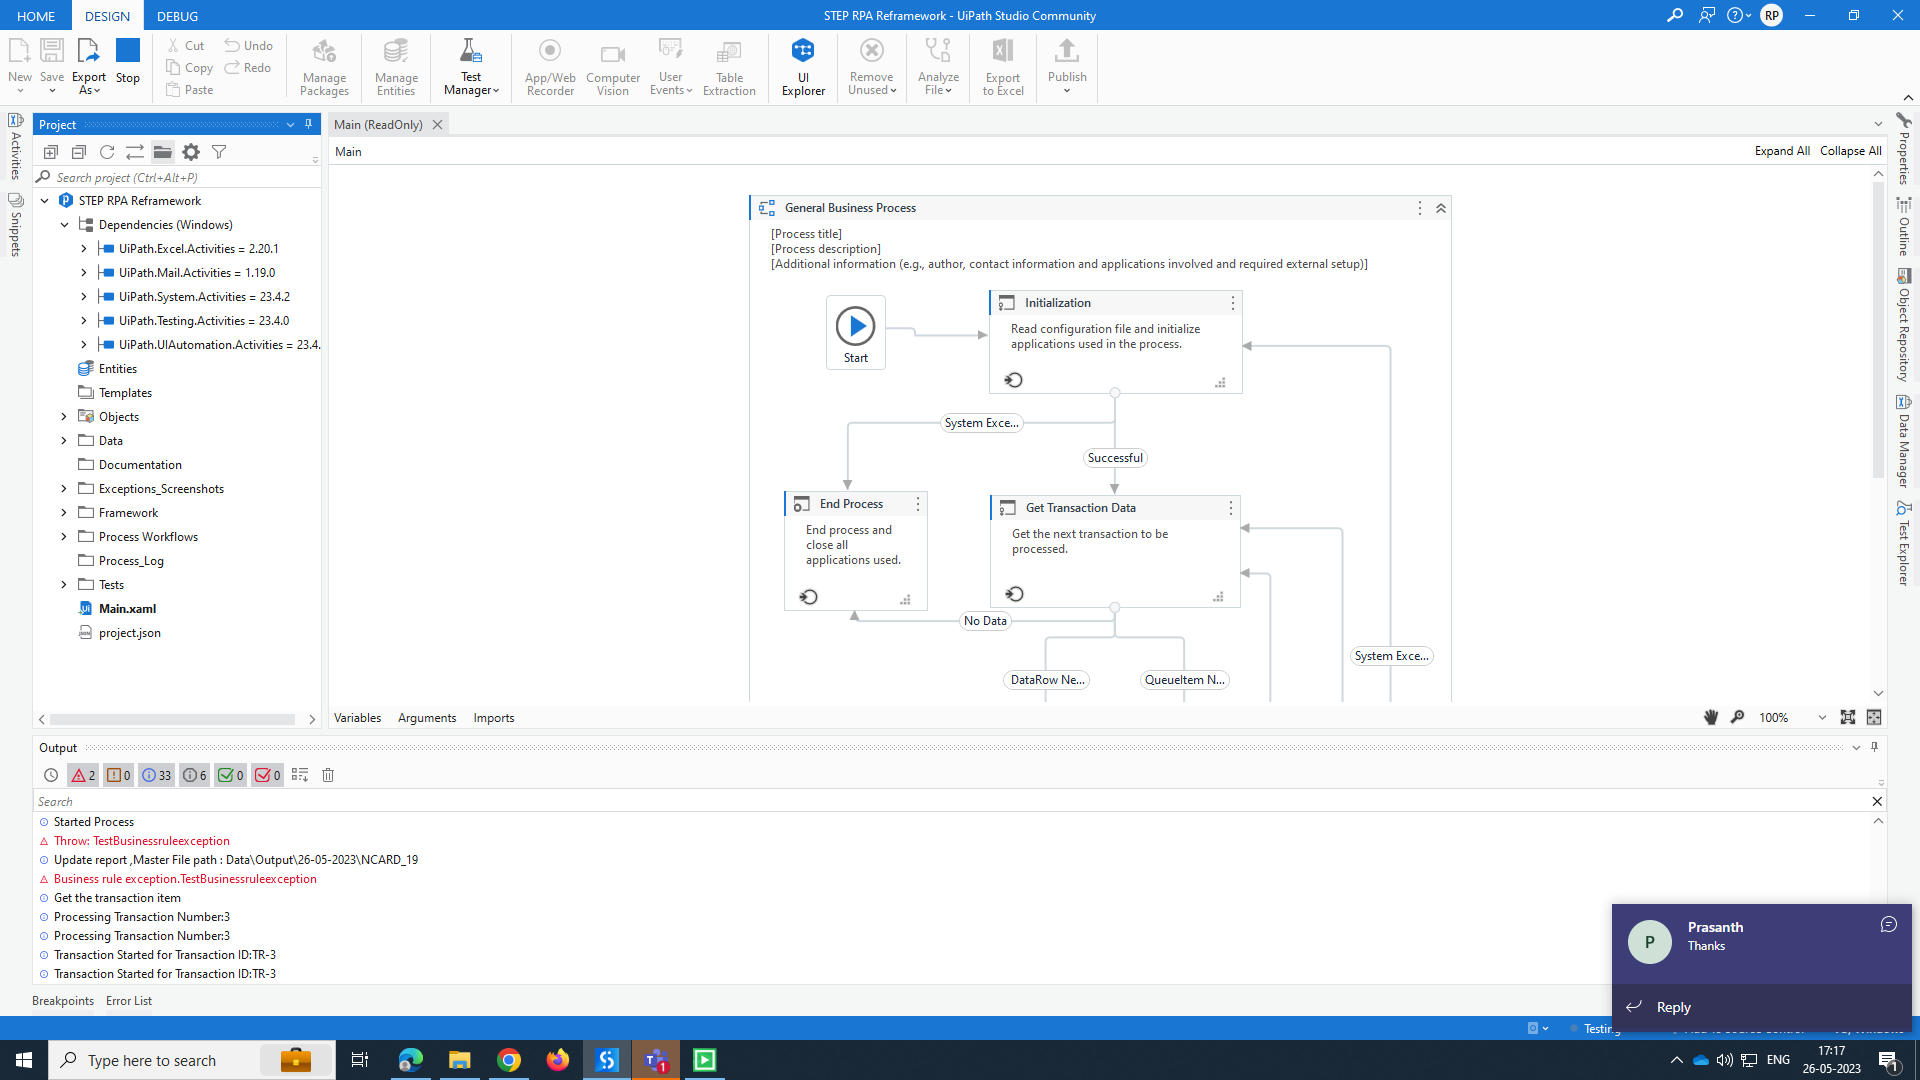 HOME DESIGN DEBUG
STEP RPA Reframework - UiPath Studio Community
RP
New Save Export As Stop
Cut Copy Paste
Undo Redo
Manage Packages
Manage Entities
Test Manager
App/Web Recorder
Computer Vision
User Events
Table Extraction
UI Explorer
Remove Unused
Analyze File
Export to Excel
Publish
Activities
Snippets
Project
Search project (Ctrl+Alt+P)
STEP RPA Reframework
Dependencies (Windows)
UiPath.Excel.Activities = 2.20.1
UiPath.Mail.Activities = 1.19.0
UiPath.System.Activities = 23.4.2
UiPath.Testing.Activities = 23.4.0
UiPath.UIAutomation.Activities = 23.4.
Entities
Templates
Objects
Data
Documentation
Exceptions_Screenshots
Framework
Process Workflows
Process_Log
Tests
Main.xaml
project.json
Main (ReadOnly)
Main
Expand All Collapse All
General Business Process
[Process title]
[Process description]
[Additional information (e.g., author, contact information and applications involved and required external setup)]
Start
Initialization
Read configuration file and initialize
applications used in the process.
System Exce...
Successful
End Process
End process and
close all
applications used.
Get Transaction Data
Get the next transaction to be
processed.
No Data
System Exce...
DataRow Ne...
QueueItem N...
Variables Arguments Imports
100%
Properties
Outline
Object Repository
Data Manager
Test Explorer
Output
2 0 33 6 0 0
Search
Started Process
Throw: TestBusinessruleexception
Update report ,Master File path : Data\Output\26-05-2023\NCARD_19
Business rule exception.TestBusinessruleexception
Get the transaction item
Processing Transaction Number:3
Processing Transaction Number:3
Transaction Started for Transaction ID:TR-3
Transaction Started for Transaction ID:TR-3
Breakpoints Error List
P
Prasanth
Thanks
Reply
Testing
Type here to search
1
ENG
17:17
26-05-2023
1